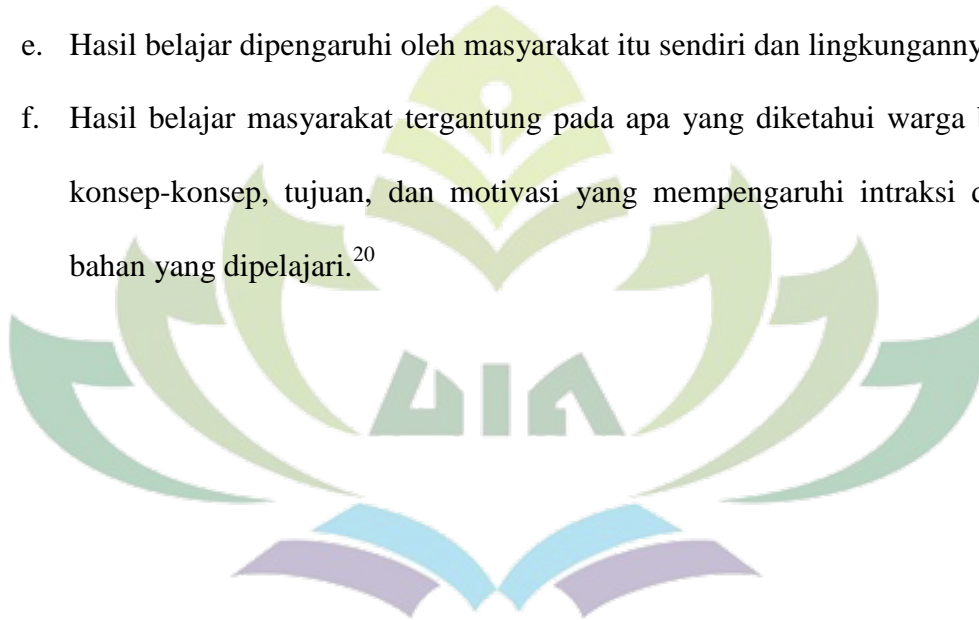 e. Hasil belajar dipengaruhi oleh masyarakat itu sendiri dan
f. Hasil belajar masyarakat tergantung pada apa yang diketahui warga
konsep-konsep, tujuan, dan motivasi yang mempengaruhi intraksi
bahan yang dipelajari.20
UIN